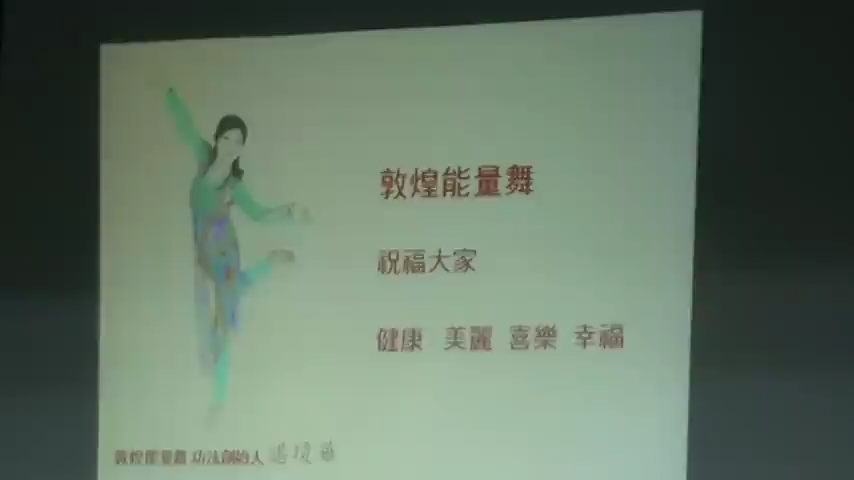 敦煌能量舞
祝福大家
健康 美麗 喜樂 幸福
敦煌能量舞 功法創始人